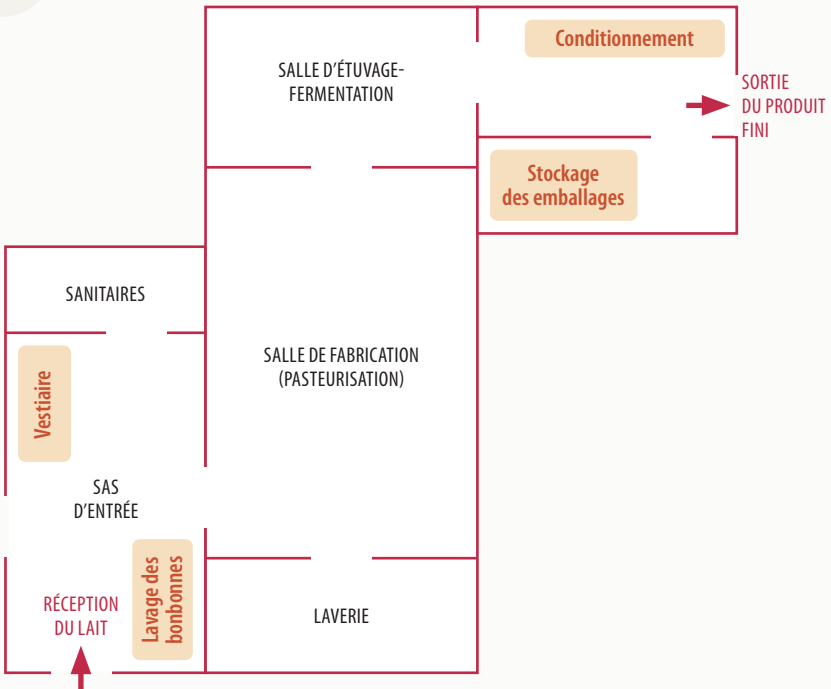 Conditionnement
SALLE D'ÉTUVAGE-
FERMENTATION
SORTIE
DU PRODUIT
FINI
Stockage
des emballages
SANITAIRES
SALLE DE FABRICATION
(PASTEURISATION)
Vestiaire
SAS
D'ENTRÉE
Lavage des
bonbonnes
RÉCEPTION
DU LAIT
LAVERIE